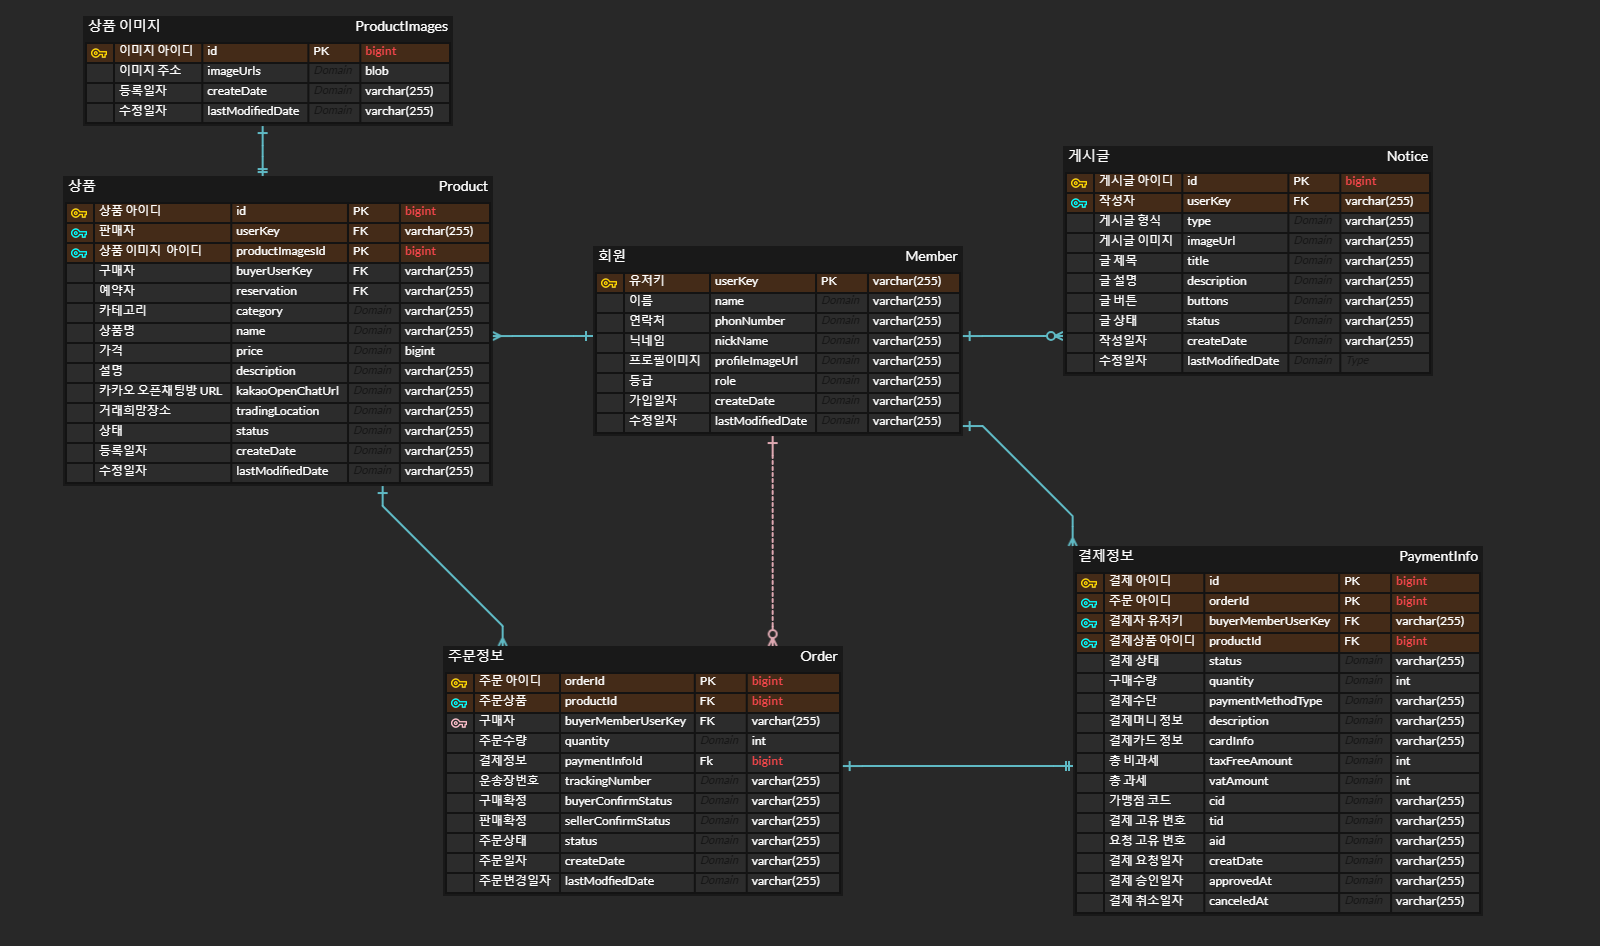 상품 이미지 ProductImages
이미지 아이디 id PK bigint
이미지 주소 imageUrls Domain blob
등록일자 createDate Domain varchar(255)
수정일자 lastModifiedDate Domain varchar(255)
상품 Product
상품 아이디 id PK bigint
판매자 userKey FK varchar(255)
상품 이미지 아이디 productImagesId PK bigint
구매자 buyerUserKey FK varchar(255)
예약자 reservation FK varchar(255)
카테고리 category Domain varchar(255)
상품명 name Domain varchar(255)
가격 price Domain bigint
설명 description Domain varchar(255)
카카오 오픈채팅방 URL kakaoOpenChatUrl Domain varchar(255)
거래희망장소 tradingLocation Domain varchar(255)
상태 status Domain varchar(255)
등록일자 createDate Domain varchar(255)
수정일자 lastModifiedDate Domain varchar(255)
회원 Member
유저키 userKey PK varchar(255)
이름 name Domain varchar(255)
연락처 phonNumber Domain varchar(255)
닉네임 nickName Domain varchar(255)
프로필이미지 profileImageUrl Domain varchar(255)
등급 role Domain varchar(255)
가입일자 createDate Domain varchar(255)
수정일자 lastModifiedDate Domain varchar(255)
게시글 Notice
게시글 아이디 id PK bigint
작성자 userKey FK varchar(255)
게시글 형식 type Domain varchar(255)
게시글 이미지 imageUrl Domain varchar(255)
글 제목 title Domain varchar(255)
글 설명 description Domain varchar(255)
글 버튼 buttons Domain varchar(255)
글 상태 status Domain varchar(255)
작성일자 createDate Domain varchar(255)
수정일자 lastModifiedDate Domain Type
주문정보 Order
주문 아이디 orderId PK bigint
주문상품 productId FK bigint
구매자 buyerMemberUserKey FK varchar(255)
주문수량 quantity Domain int
결제정보 paymentInfoId Fk bigint
운송장번호 trackingNumber Domain varchar(255)
구매확정 buyerConfirmStatus Domain varchar(255)
판매확정 sellerConfirmStatus Domain varchar(255)
주문상태 status Domain varchar(255)
주문일자 createDate Domain varchar(255)
주문변경일자 lastModfiedDate Domain varchar(255)
결제정보 PaymentInfo
결제 아이디 id PK bigint
주문 아이디 orderId PK bigint
결제자 유저키 buyerMemberUserKey FK varchar(255)
결제상품 아이디 productId FK bigint
결제 상태 status Domain varchar(255)
구매수량 quantity Domain int
결제수단 paymentMethodType Domain varchar(255)
결제머니 정보 description Domain varchar(255)
결제카드 정보 cardInfo Domain varchar(255)
총 비과세 taxFreeAmount Domain int
총 과세 vatAmount Domain int
가맹점 코드 cid Domain varchar(255)
결제 고유 번호 tid Domain varchar(255)
요청 고유 번호 aid Domain varchar(255)
결제 요청일자 creatDate Domain varchar(255)
결제 승인일자 approvedAt Domain varchar(255)
결제 취소일자 canceledAt Domain varchar(255)